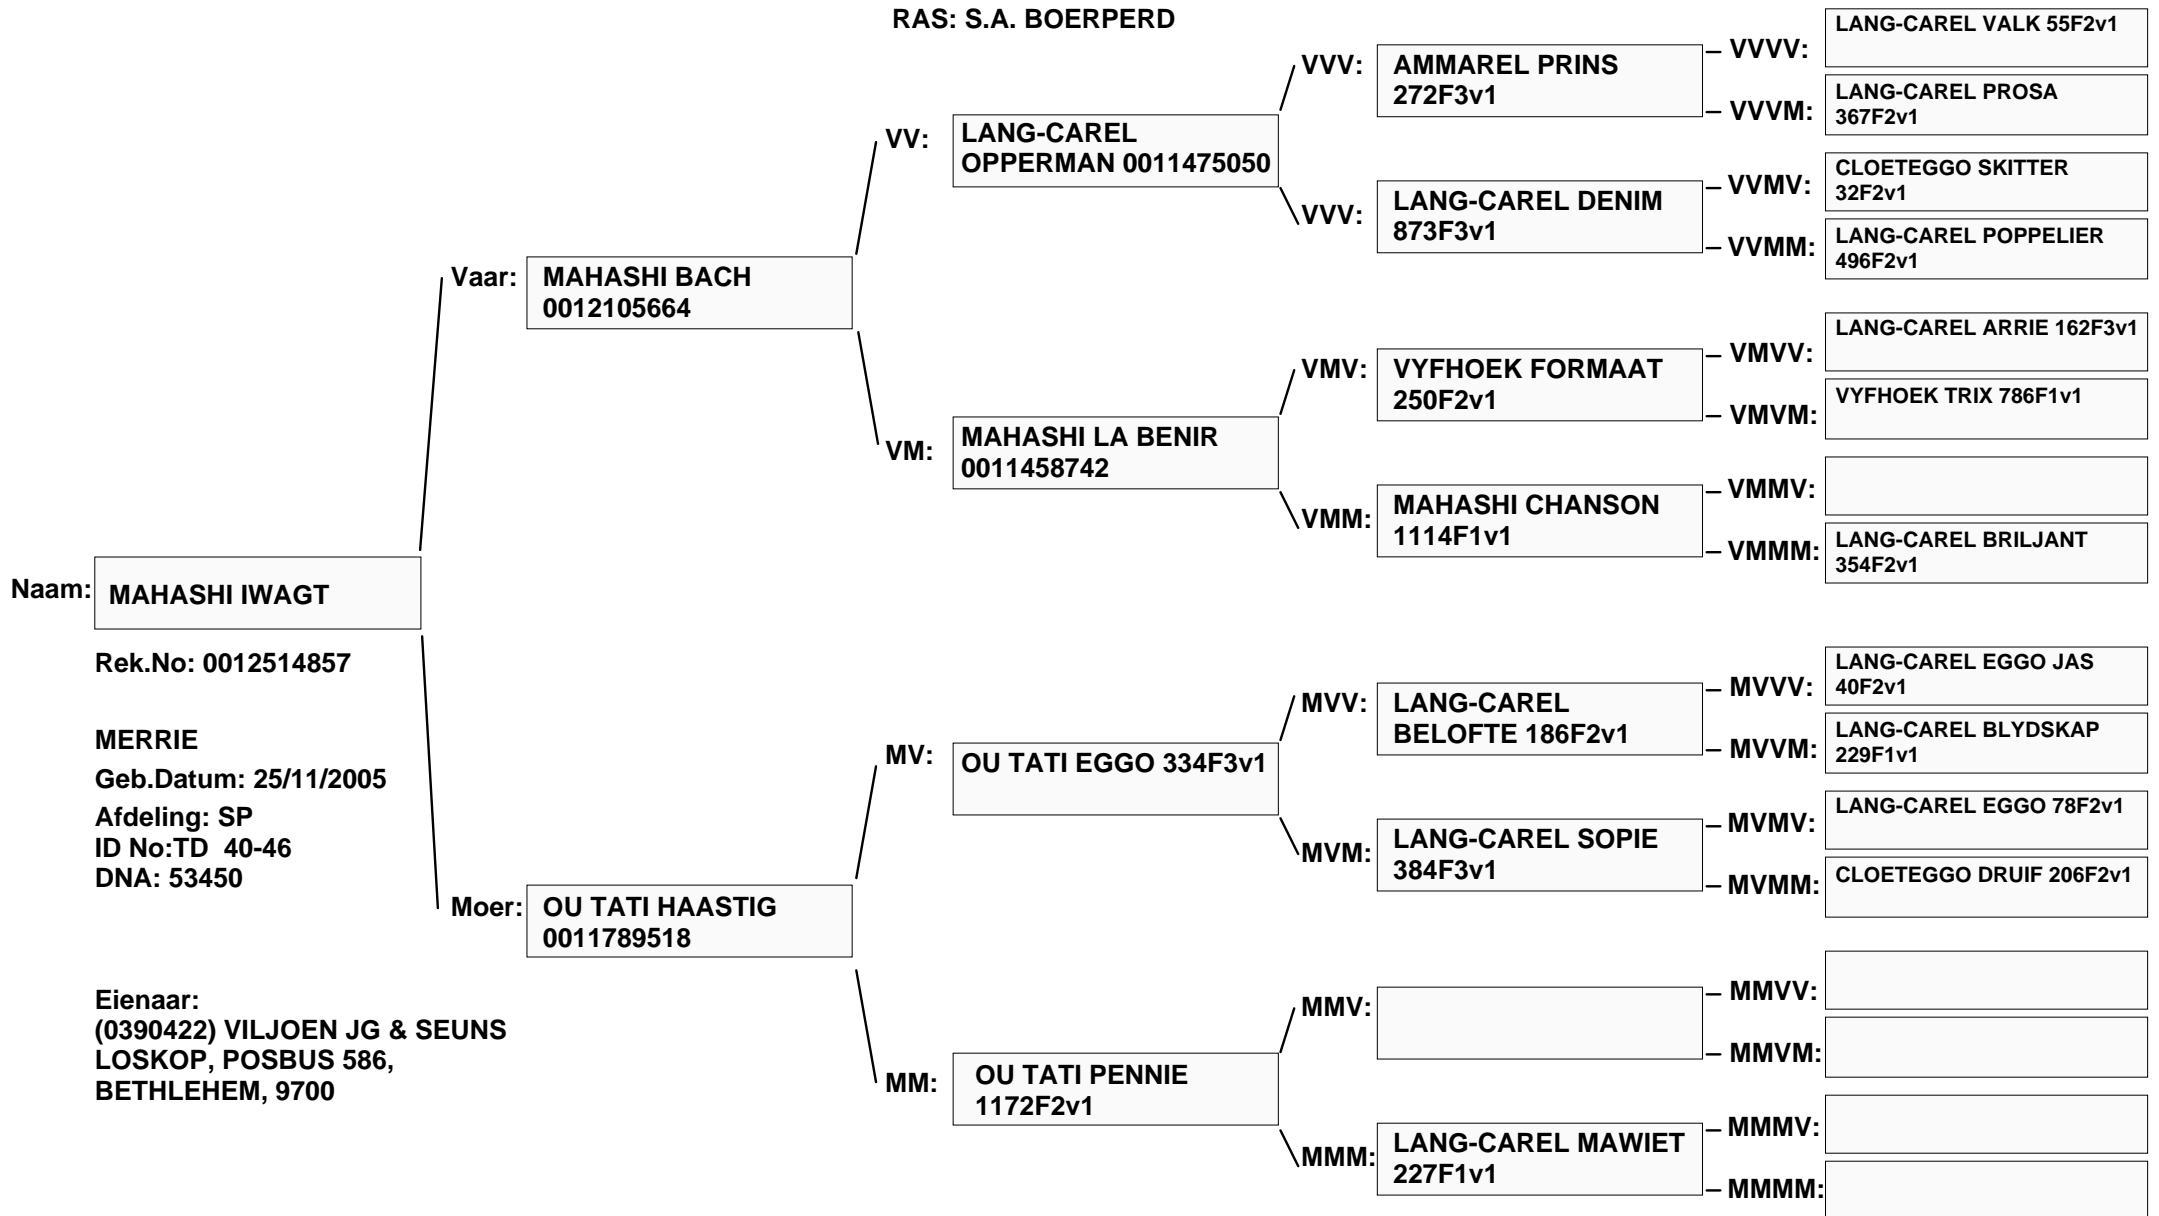 RAS: S.A. BOERPERD
Naam:
MAHASHI IWAGT
Rek.No: 0012514857
MERRIE
Geb.Datum: 25/11/2005
Afdeling: SP
ID No:TD  40-46
DNA: 53450
Eienaar:
(0390422) VILJOEN JG & SEUNS
LOSKOP, POSBUS 586,
BETHLEHEM, 9700
Vaar:
MAHASHI BACH
0012105664
Moer:
OU TATI HAASTIG
0011789518
VV:
LANG-CAREL
OPPERMAN 0011475050
VM:
MAHASHI LA BENIR
0011458742
MV:
OU TATI EGGO 334F3v1
MM:
OU TATI PENNIE
1172F2v1
VVV:
AMMAREL PRINS
272F3v1
VVV:
LANG-CAREL DENIM
873F3v1
VMV:
VYFHOEK FORMAAT
250F2v1
VMM:
MAHASHI CHANSON
1114F1v1
MVV:
LANG-CAREL
BELOFTE 186F2v1
MVM:
LANG-CAREL SOPIE
384F3v1
MMV:
MMM:
LANG-CAREL MAWIET
227F1v1
VVVV:
LANG-CAREL VALK 55F2v1
VVVM:
LANG-CAREL PROSA
367F2v1
VVMV:
CLOETEGGO SKITTER
32F2v1
VVMM:
LANG-CAREL POPPELIER
496F2v1
VMVV:
LANG-CAREL ARRIE 162F3v1
VMVM:
VYFHOEK TRIX 786F1v1
VMMV:
VMMM:
LANG-CAREL BRILJANT
354F2v1
MVVV:
LANG-CAREL EGGO JAS
40F2v1
MVVM:
LANG-CAREL BLYDSKAP
229F1v1
MVMV:
LANG-CAREL EGGO 78F2v1
MVMM:
CLOETEGGO DRUIF 206F2v1
MMVV:
MMVM:
MMMV:
MMMM: